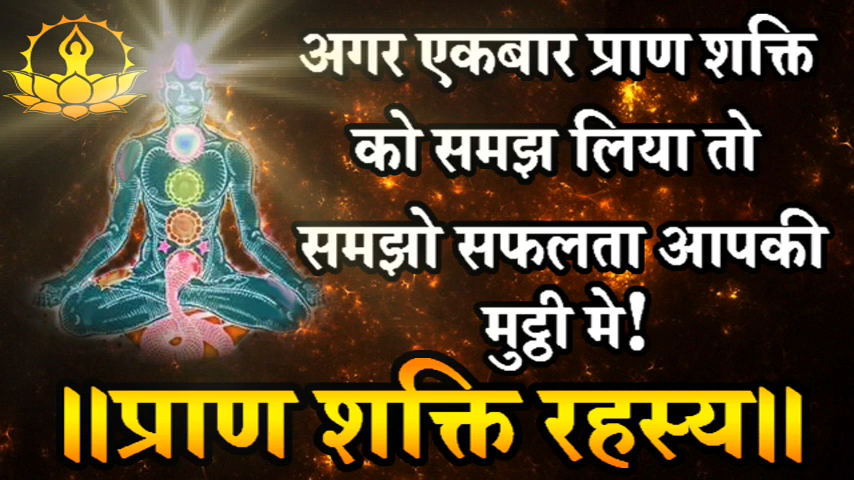 अगर एकबार प्राण शक्ति
को समझ लिया तो
समझो सफलता आपकी
मुट्ठी मे!
||प्राण शक्ति रहस्य||